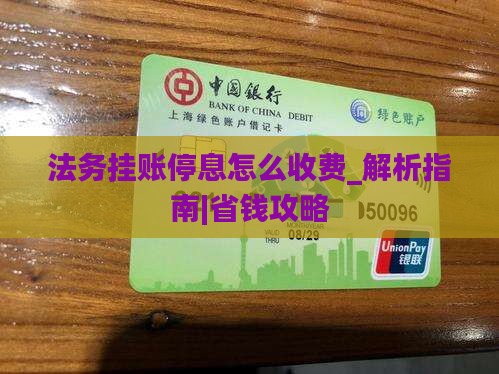 中国银行
BANK OF CHINA DEBIT
上海绿色账户借记卡
绿色账户
法务挂账停息怎么收费_解析指
南|省钱攻略
50096
MONTH/YEAR
VALID
THRU
08/29
UnionPay
银联